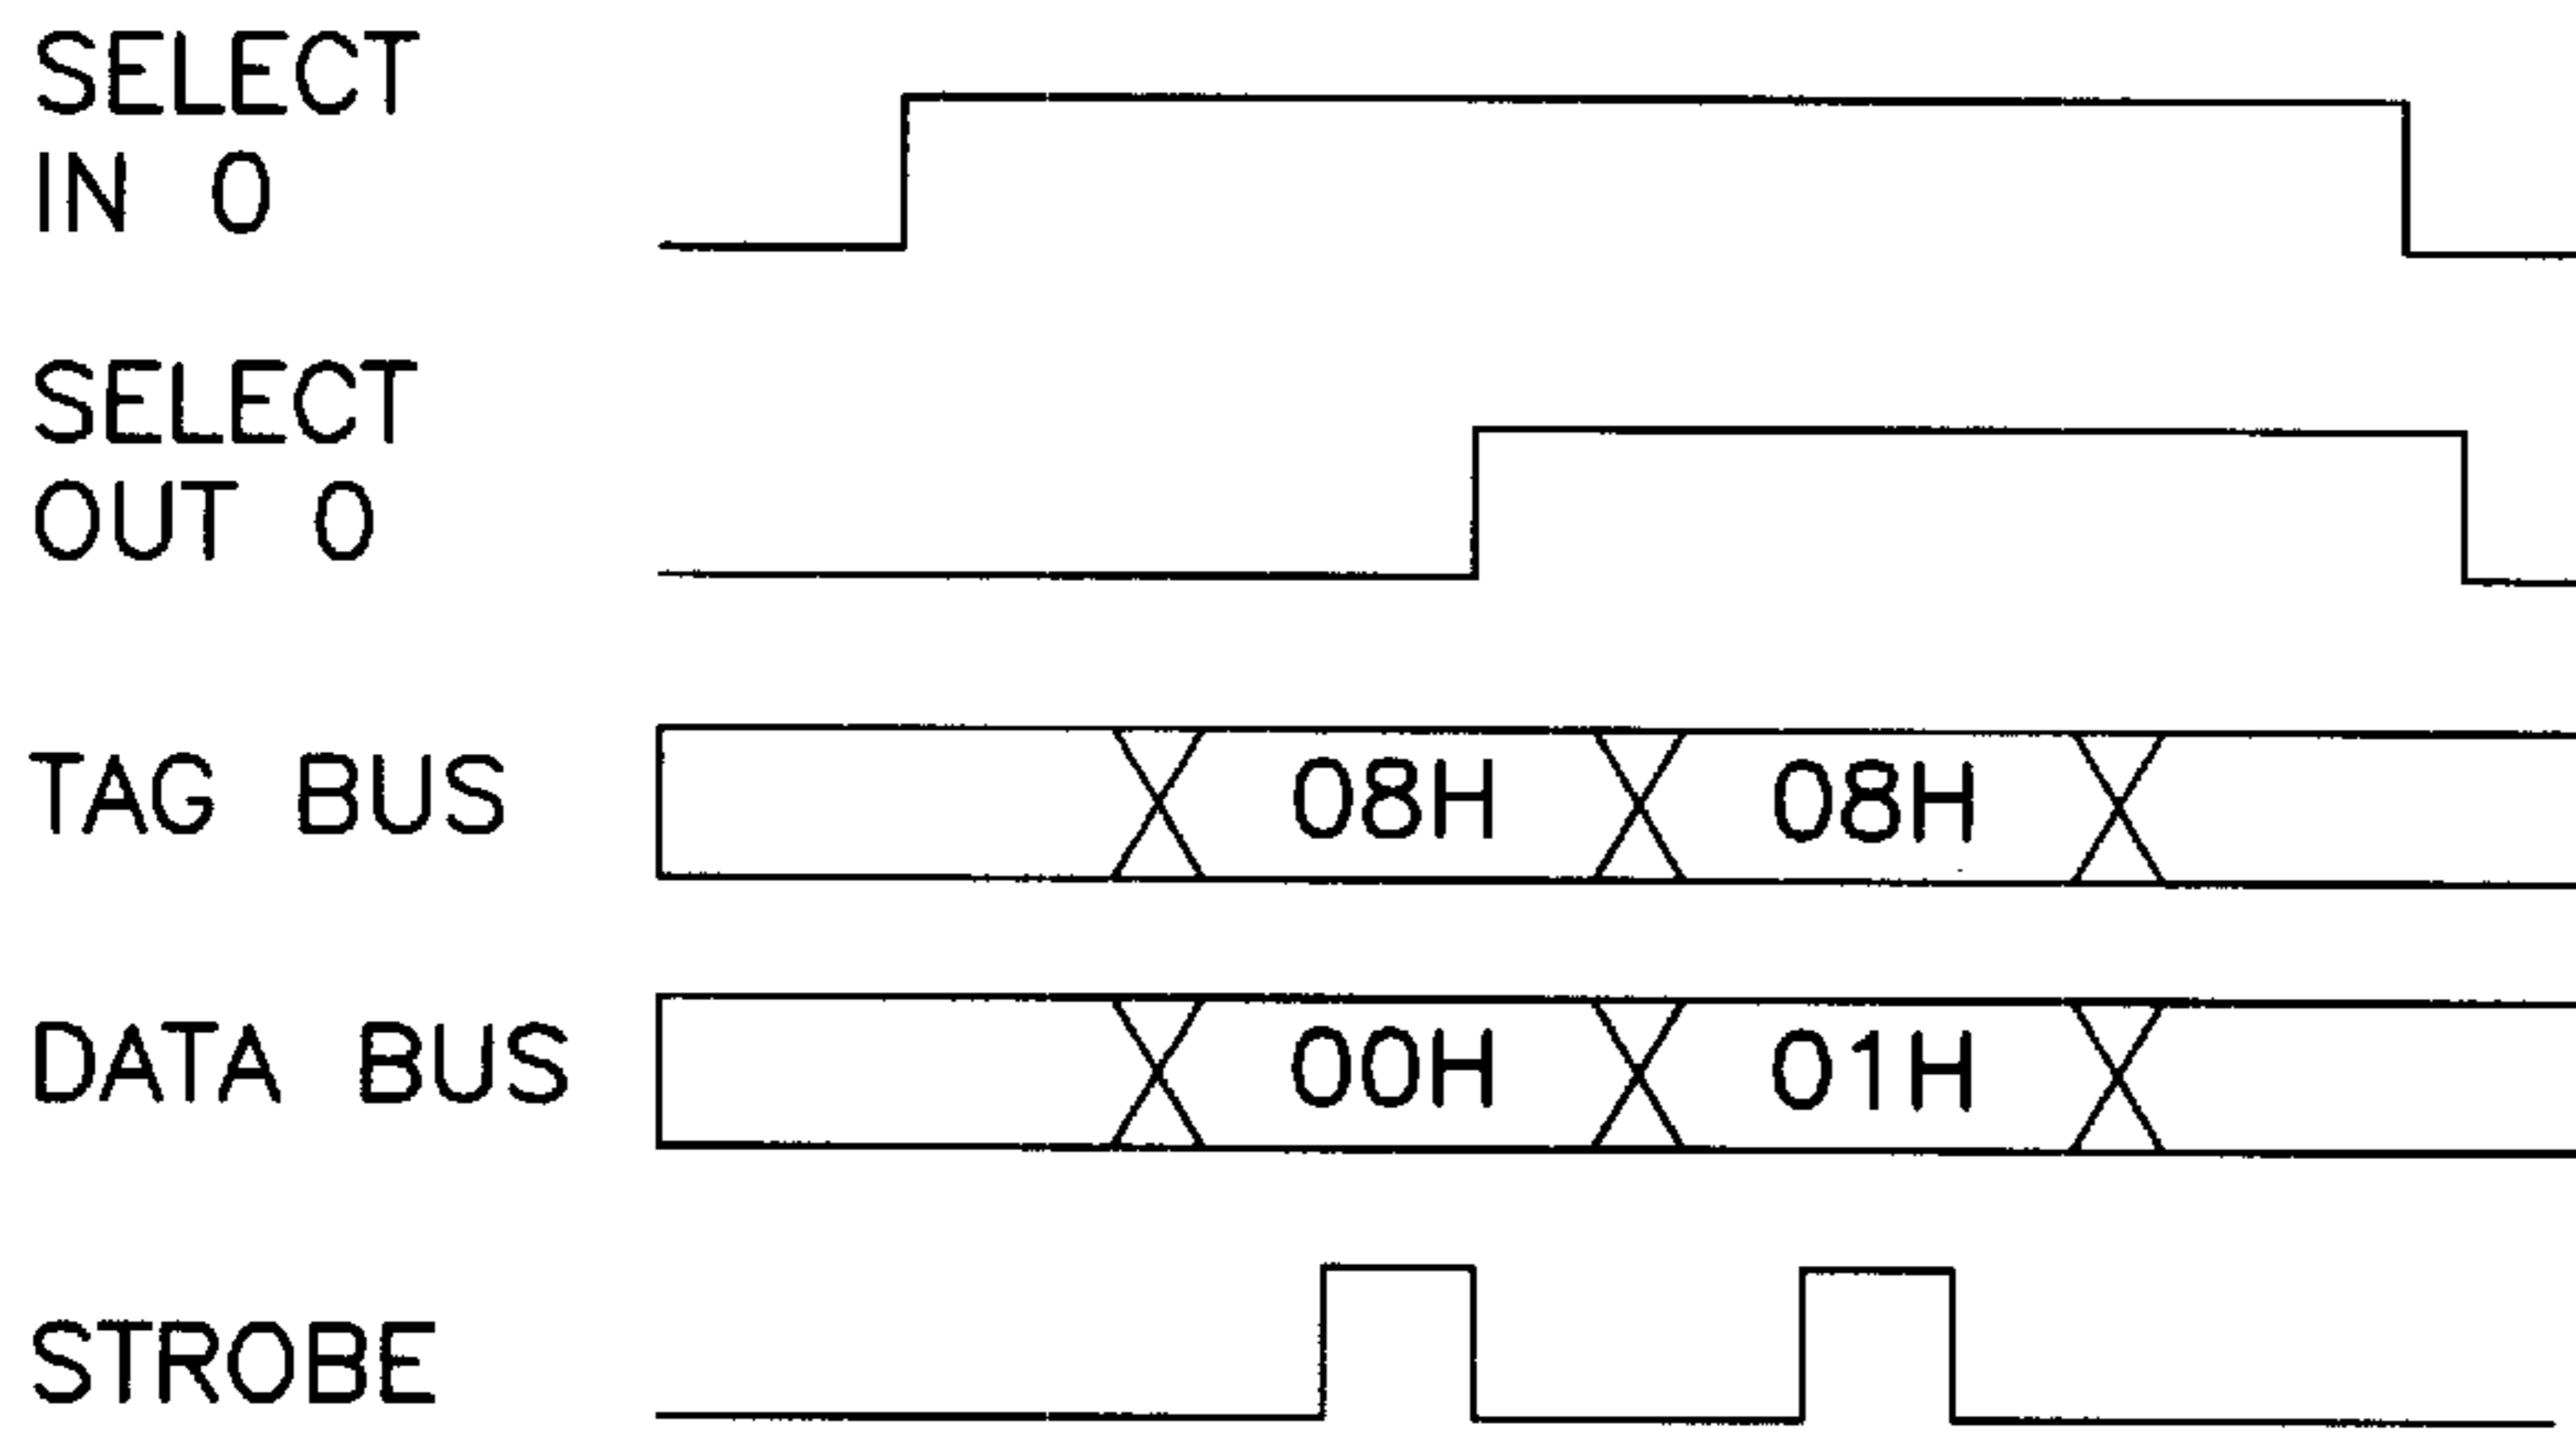 SELECT
IN 0
SELECT
OUT 0
TAG BUS 08H 08H
DATA BUS 00H 01H
STROBE